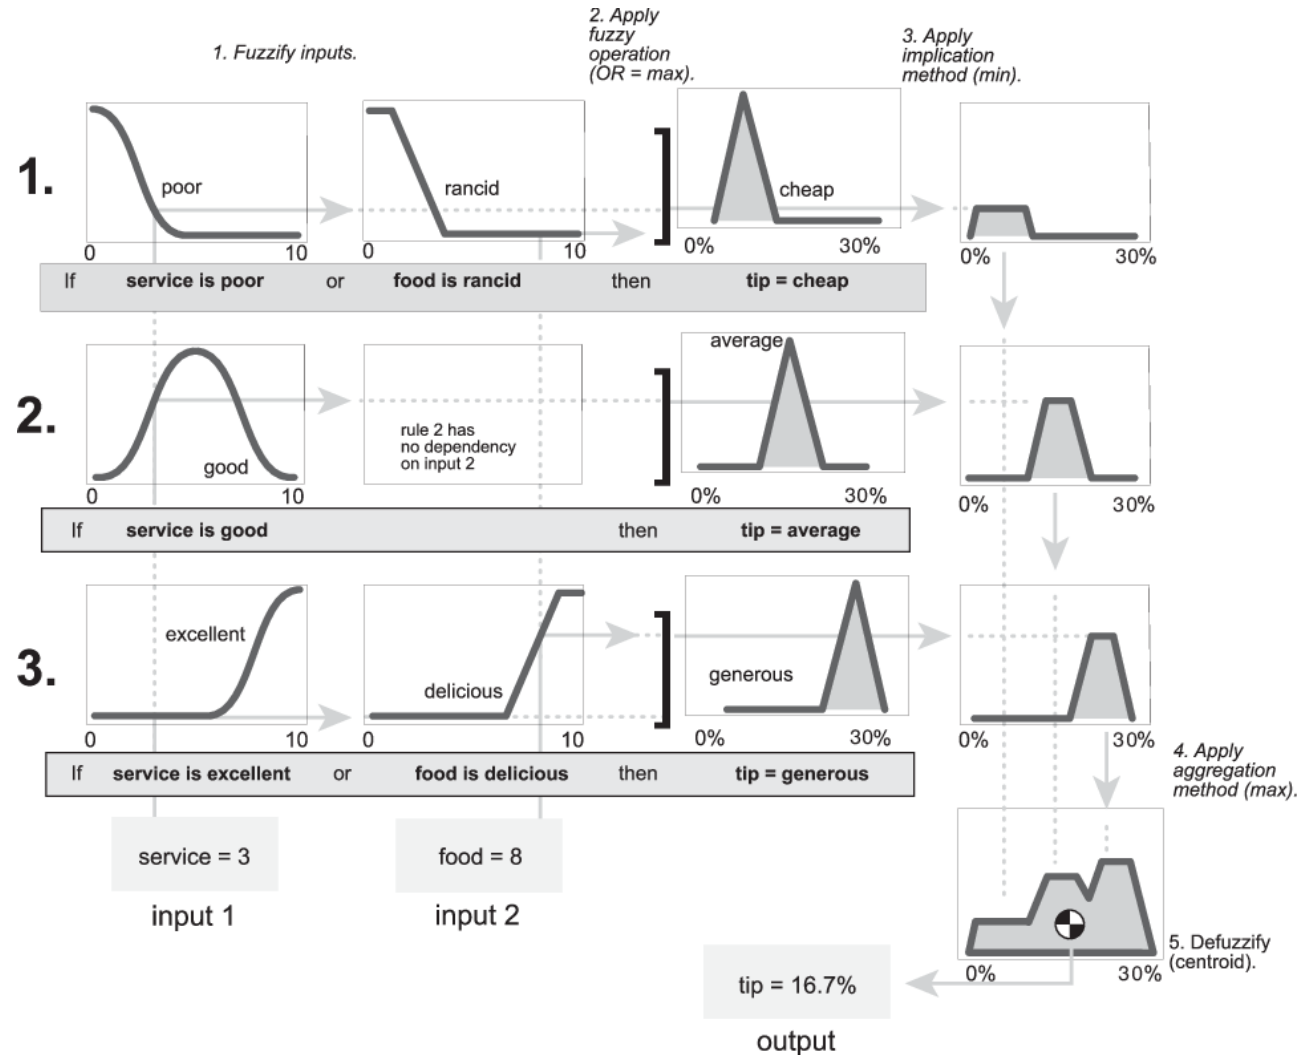 1. Fuzzify inputs.
2. Apply
fuzzy
operation
(OR = max).
3. Apply
implication
method (min).
1.
poor
0
10
rancid
0
10
cheap
0%
30%
0%
30%
If service is poor or food is rancid then tip = cheap
2.
good
0
10
rule 2 has
no dependency
on input 2
average
0%
30%
0%
30%
If service is good then tip = average
3.
excellent
0
10
delicious
0
10
generous
0%
30%
0%
30%
If service is excellent or food is delicious then tip = generous
4. Apply
aggregation
method (max).
service = 3
input 1
food = 8
input 2
0%
30%
5. Defuzzify
(centroid).
tip = 16.7%
output